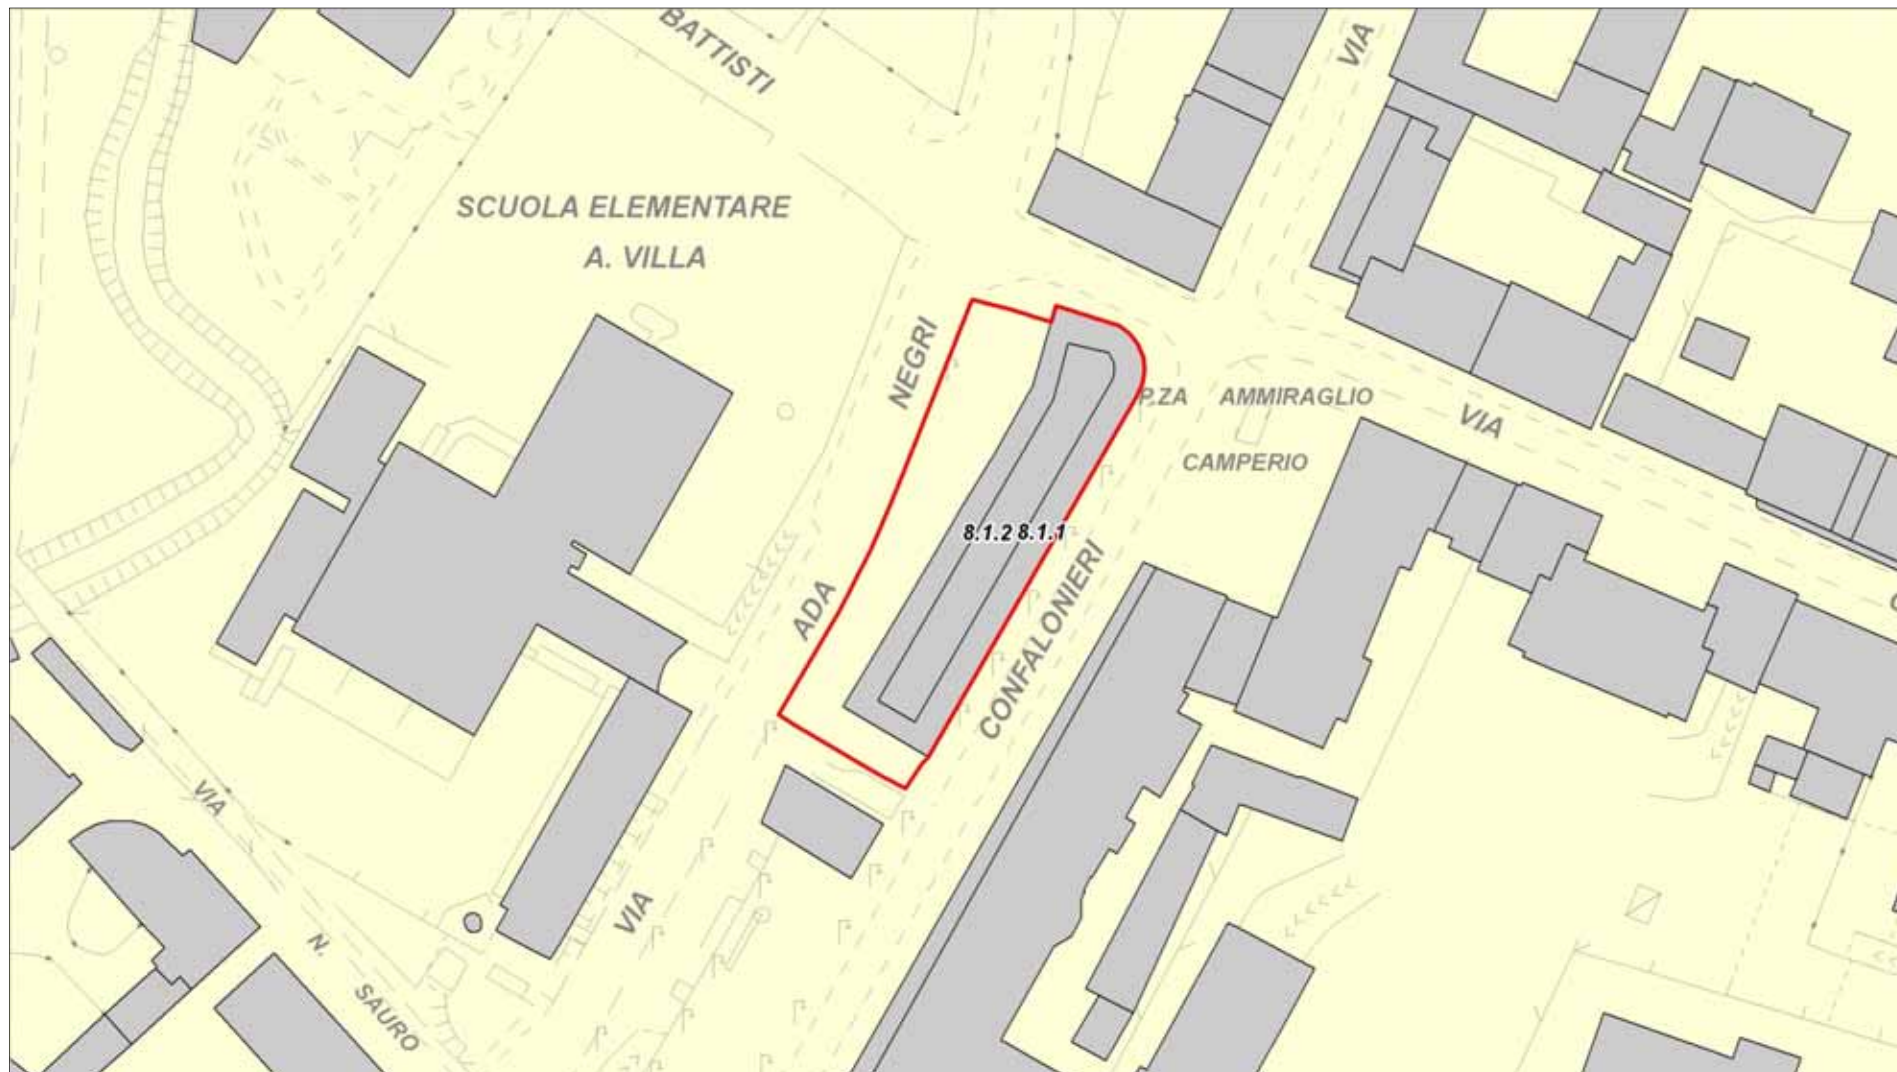 BATTISTI
VIA
SCUOLA ELEMENTARE
A. VILLA
NEGRI
P.ZA AMMIRAGLIO
VIA
CAMPERIO
8.1.2 8.1.1
ADA
CONFALONIERI
VIA
VIA
N.
SAURO